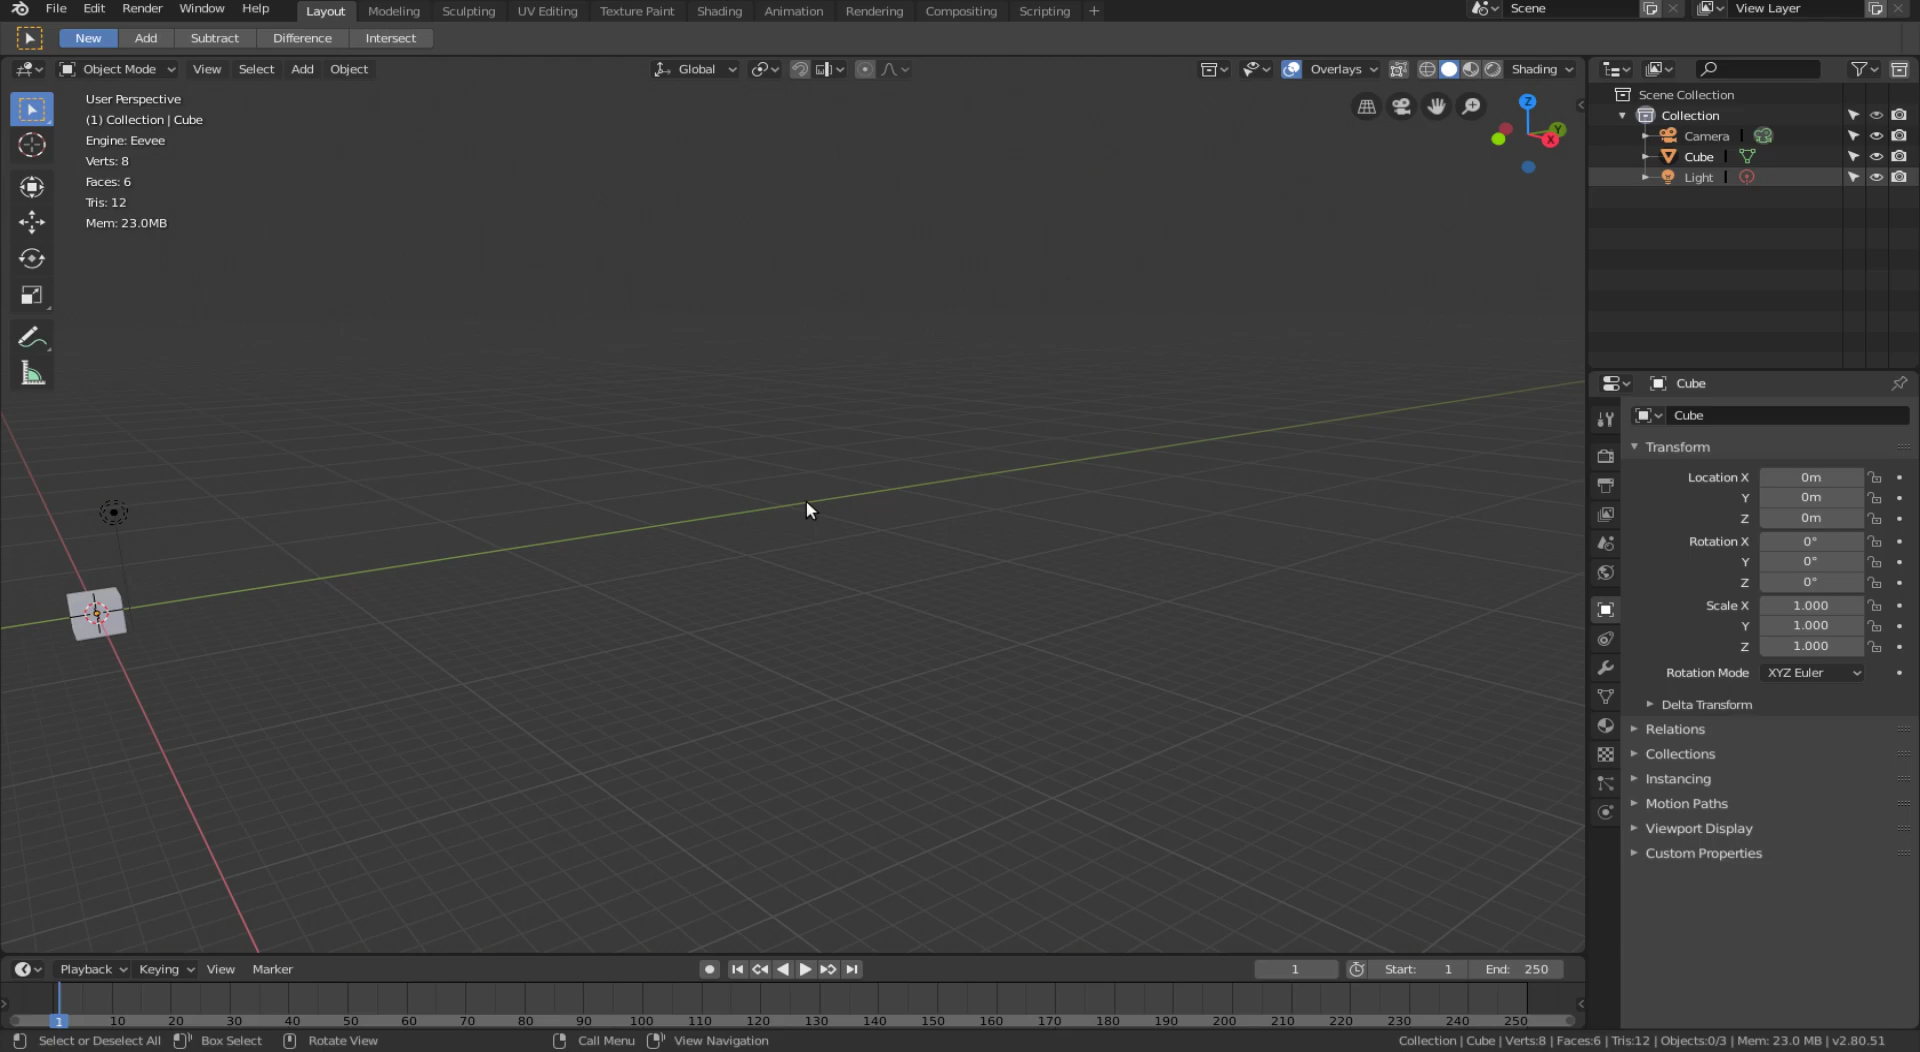 File Edit Render Window Help Layout Modeling Sculpting UV Editing Texture Paint Shading Animation Rendering Compositing Scripting + Scene View Layer
New Add Subtract Difference Intersect
Object Mode View Select Add Object Global Overlays Shading
User Perspective
(1) Collection | Cube
Engine: Eevee
Verts: 8
Faces: 6
Tris: 12
Mem: 23.0MB
Z
Y
X
Scene Collection
Collection
Camera
Cube
Light
Cube
Cube
Transform
Location X 0m
Y 0m
Z 0m
Rotation X 0°
Y 0°
Z 0°
Scale X 1.000
Y 1.000
Z 1.000
Rotation Mode XYZ Euler
Delta Transform
Relations
Collections
Instancing
Motion Paths
Viewport Display
Custom Properties
Playback Keying View Marker 1 Start: 1 End: 250
1 10 20 30 40 50 60 70 80 90 100 110 120 130 140 150 160 170 180 190 200 210 220 230 240 250
Select or Deselect All Box Select Rotate View Call Menu View Navigation Collection | Cube | Verts:8 | Faces:6 | Tris:12 | Objects:0/3 | Mem: 23.0 MB | v2.80.51